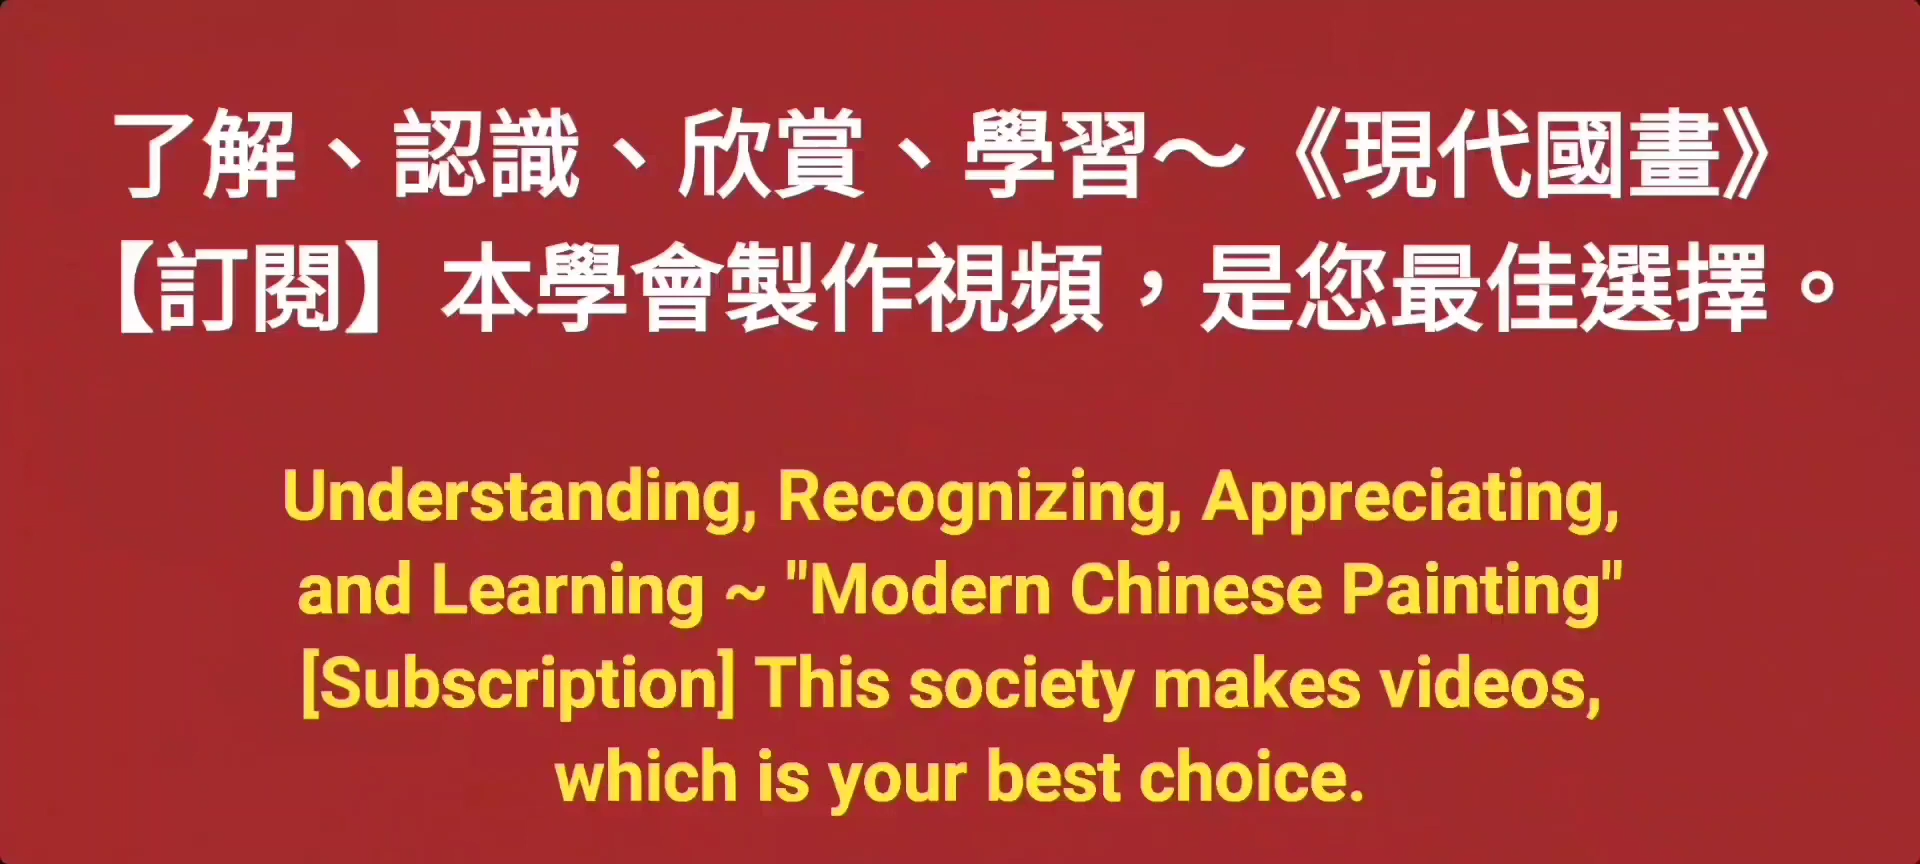 了解、認識、欣賞、學習～《現代國畫》
【訂閱】本學會製作視頻，是您最佳選擇。
Understanding, Recognizing, Appreciating,
and Learning ~ "Modern Chinese Painting"
[Subscription] This society makes videos,
which is your best choice.